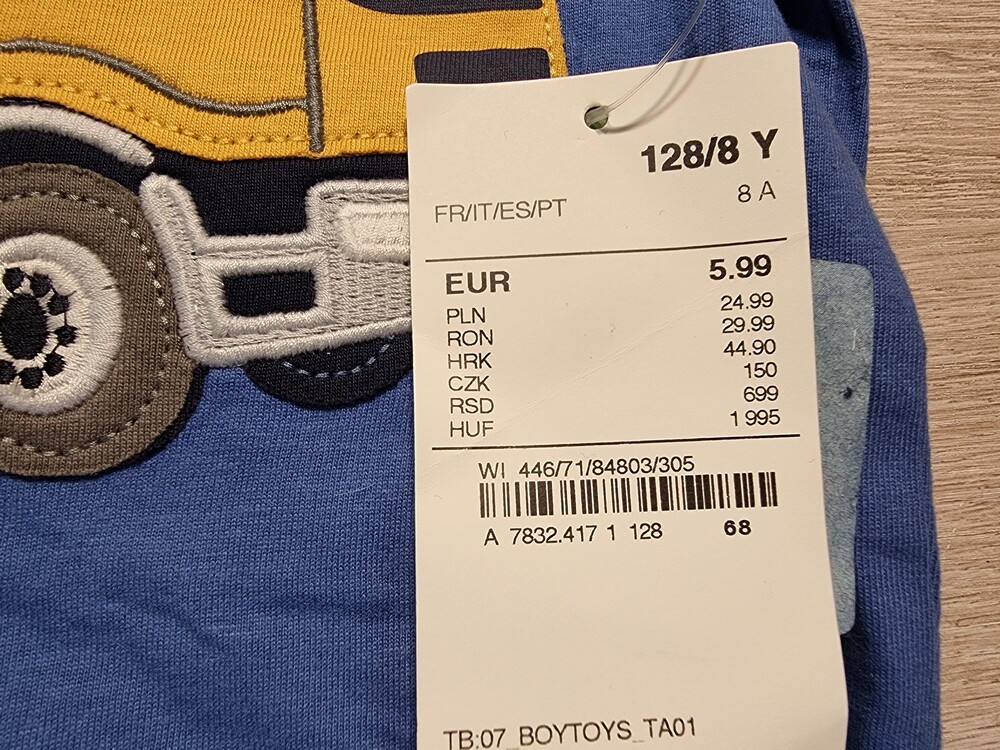 128/8 Y
8 A
FR/IT/ES/PT
EUR 5.99
PLN 24.99
RON 29.99
HRK 44.90
CZK 150
RSD 699
HUF 1 995
WI 446/71/84803/305
A 7832.417 1 128 68
TB:07_BOYTOYS_TA01